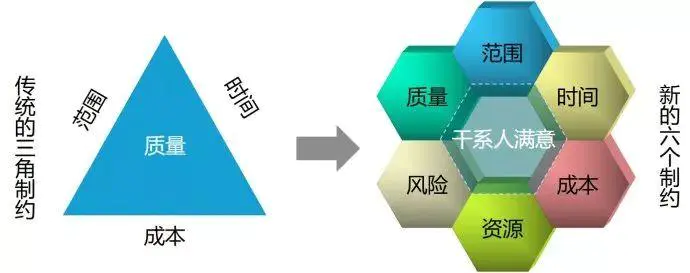 传统的三角制约
范围
时间
质量
成本
范围
质量
时间
干系人满意
风险
成本
资源
新的六个制约